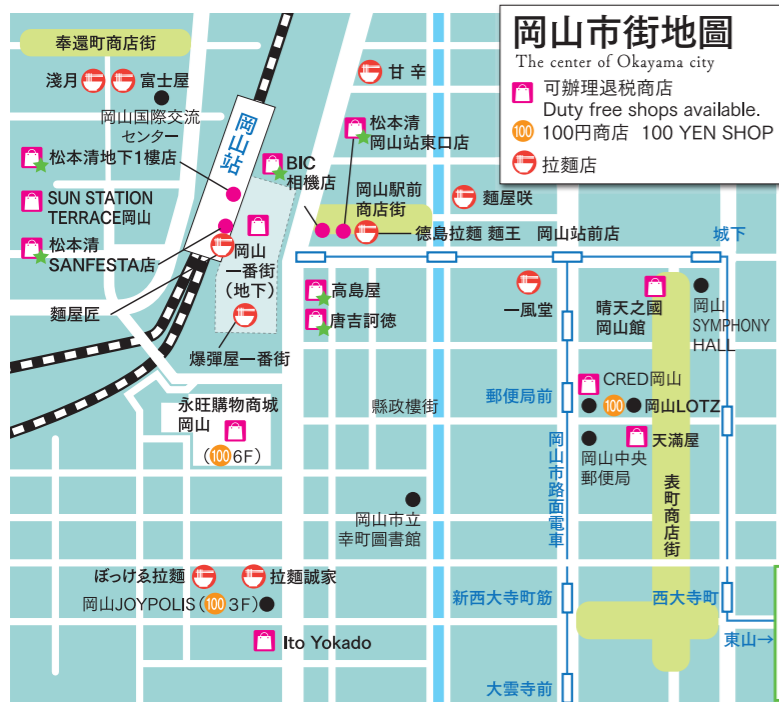 岡山市街地圖
The center of Okayama city
可辦理退税商店
Duty free shops available.
100 100円商店 100 YEN SHOP
拉麵店
奉還町商店街
淺月
富士屋
岡山国際交流
センター
岡山站
甘辛
松本清
岡山站東口店
松本清地下1樓店
BIC
相機店
SUN STATION
TERRACE岡山
岡山駅前
商店街
麵屋咲
松本清
SANFESTA店
岡山
一番街
(地下)
德島拉麵 麵王 岡山站前店
城下
麵屋匠
高島屋
唐吉訶德
一風堂
晴天之國
岡山館
岡山
SYMPHONY
HALL
爆彈屋一番街
永旺購物商城
岡山
(100 6F)
縣政樓街
郵便局前
CRED岡山
100 岡山LOTZ
岡山市路面電車
岡山中央
郵便局
天滿屋
表町商店街
岡山市立
幸町圖書館
ぼっけゑ拉麵
拉麵誠家
岡山JOYPOLIS(100 3F)
新西大寺町筋
西大寺町
Ito Yokado
東山→
大雲寺前